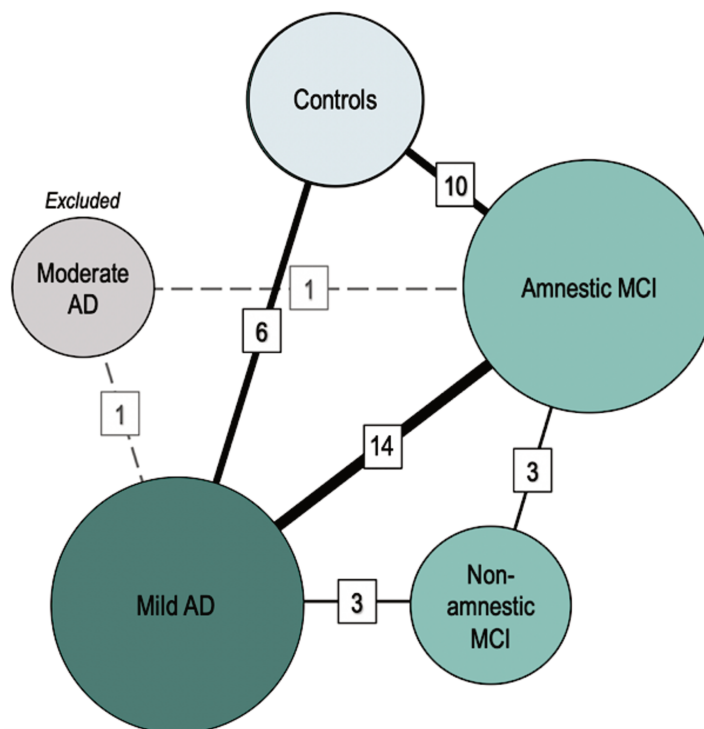 Controls
10
Excluded
Moderate
AD
1
Amnestic MCI
6
1
14
3
Mild AD
3
Non-
amnestic
MCI